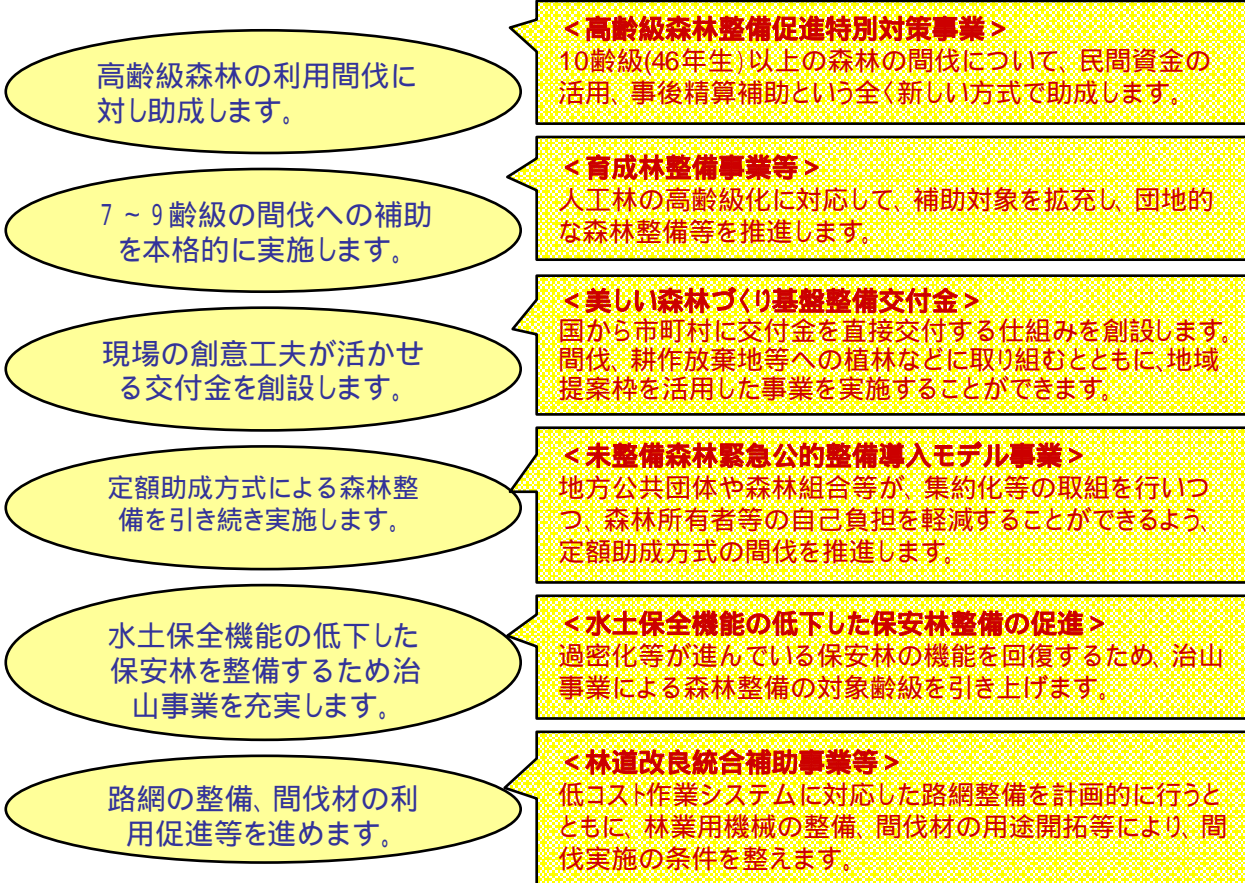 高齢級森林の利用間伐に
対し助成します。
<高齢級森林整備促進特別対策事業>
10齢級(46年生)以上の森林の間伐について、民間資金の
活用、事後精算補助という全く新しい方式で助成します。
7~9齢級の間伐への補助
を本格的に実施します。
<育成林整備事業等>
人工林の高齢級化に対応して、補助対象を拡充し、団地的
な森林整備等を推進します。
現場の創意工夫が活かせ
る交付金を創設します。
<美しい森林づくり基盤整備交付金>
国から市町村に交付金を直接交付する仕組みを創設します。
間伐、耕作放棄地等への植林などに取り組むとともに、地域
提案枠を活用した事業を実施することができます。
定額助成方式による森林整
備を引き続き実施します。
<未整備森林緊急公的整備導入モデル事業>
地方公共団体や森林組合等が、集約化等の取組を行いつ
つ、森林所有者等の自己負担を軽減することができるよう、
定額助成方式の間伐を推進します。
水土保全機能の低下した
保安林を整備するため治
山事業を充実します。
<水土保全機能の低下した保安林整備の促進>
過密化等が進んでいる保安林の機能を回復するため、治山
事業による森林整備の対象齢級を引き上げます。
路網の整備、間伐材の利
用促進等を進めます。
<林道改良統合補助事業等>
低コスト作業システムに対応した路網整備を計画的に行うと
ともに、林業用機械の整備、間伐材の用途開拓等により、間
伐実施の条件を整えます。